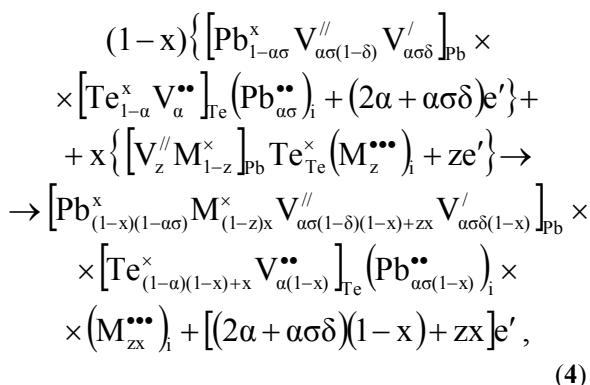 (1−x){[Pb^x_{1−ασ} V^{//}_{ασ(1−δ)} V^/_{ασδ}]_{Pb} ×
×[Te^x_{1−α} V^{••}_α]_{Te} (Pb^{••}_{ασ})_i + (2α + ασδ)e′}+
+ x{[V^{//}_z M^×_{1−z}]_{Pb} Te^×_{Te} (M^{•••}_z)_i + ze′}→
→[Pb^x_{(1−x)(1−ασ)} M^×_{(1−z)x} V^{//}_{ασ(1−δ)(1−x)+zx} V^/_{ασδ(1−x)}]_{Pb} ×
×[Te^×_{(1−α)(1−x)+x} V^{••}_{α(1−x)}]_{Te} (Pb^{••}_{ασ(1−x)})_i ×
×(M^{•••}_{zx})_i + [(2α + ασδ)(1−x) + zx]e′ ,
(4)